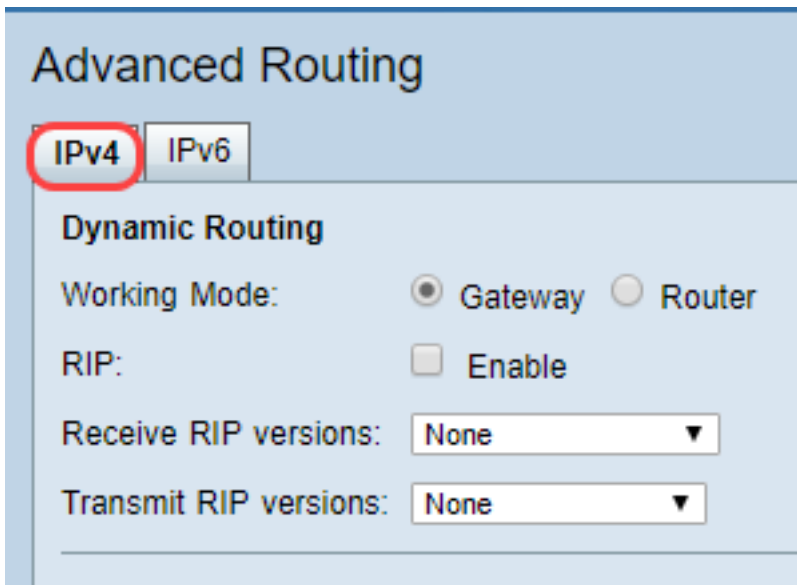 Advanced Routing
IPv4 IPv6
Dynamic Routing
Working Mode: Gateway Router
RIP: Enable
Receive RIP versions: None
Transmit RIP versions: None